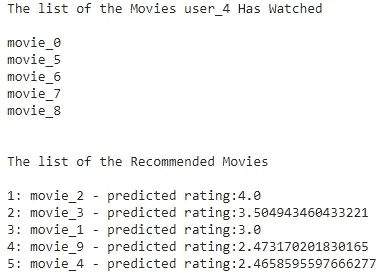 The list of the Movies user_4 Has Watched
movie_0
movie_5
movie_6
movie_7
movie_8
The list of the Recommended Movies
1: movie_2 - predicted rating:4.0
2: movie_3 - predicted rating:3.504943460433221
3: movie_1 - predicted rating:3.0
4: movie_9 - predicted rating:2.473170201830165
5: movie_4 - predicted rating:2.4658595597666277